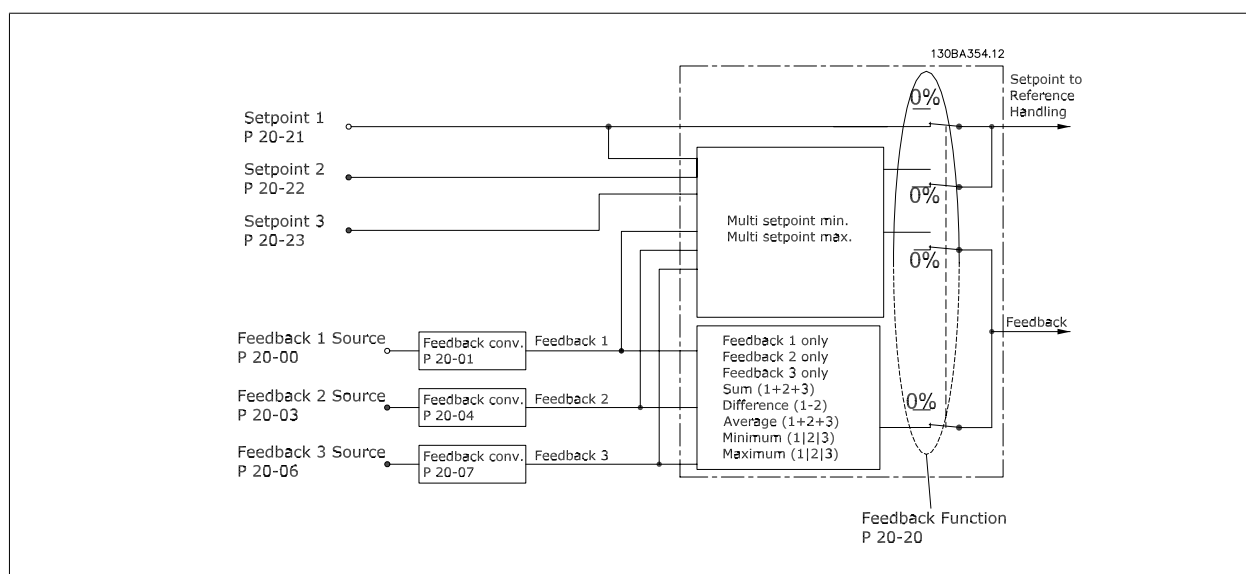 130BA354.12
Setpoint to
Reference
Handling
0%
Setpoint 1
P 20-21
Setpoint 2
P 20-22
0%
Setpoint 3
P 20-23
Multi setpoint min.
Multi setpoint max.
0%
Feedback
Feedback 1 Source
P 20-00
Feedback conv.
P 20-01
Feedback 1
Feedback 2 Source
P 20-03
Feedback conv.
P 20-04
Feedback 2
Feedback 3 Source
P 20-06
Feedback conv.
P 20-07
Feedback 3
Feedback 1 only
Feedback 2 only
Feedback 3 only
Sum (1+2+3)
Difference (1-2)
Average (1+2+3)
Minimum (1|2|3)
Maximum (1|2|3)
0%
Feedback Function
P 20-20